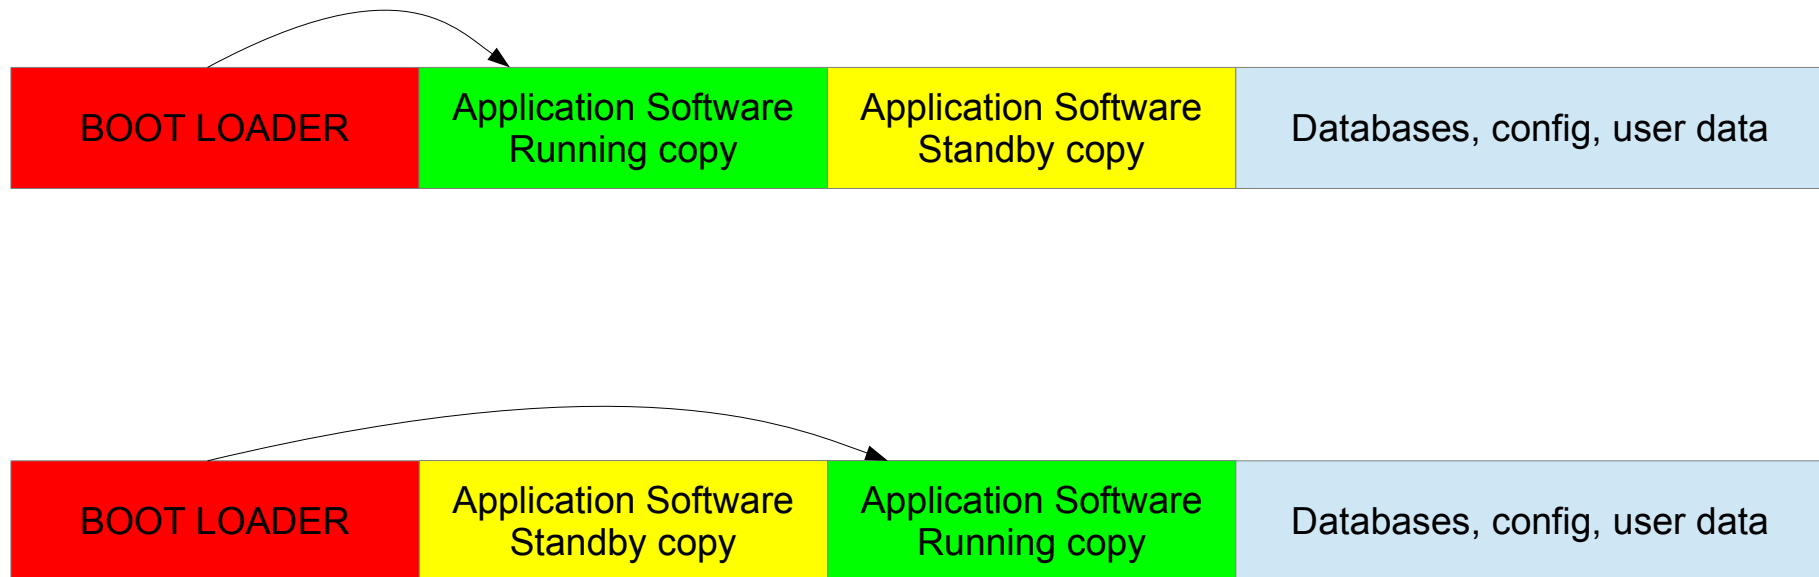 BOOT LOADER
Application Software
Running copy
Application Software
Standby copy
Databases, config, user data
BOOT LOADER
Application Software
Standby copy
Application Software
Running copy
Databases, config, user data